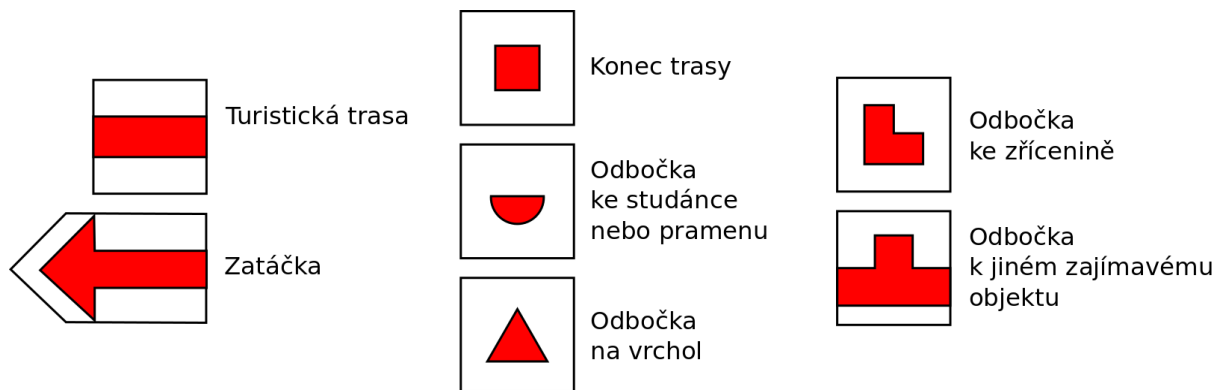 Turistická trasa
Zatáčka
Konec trasy
Odbočka
ke studánce
nebo pramenu
Odbočka
na vrchol
Odbočka
ke zřícenině
Odbočka
k jiném zajímavému
objektu